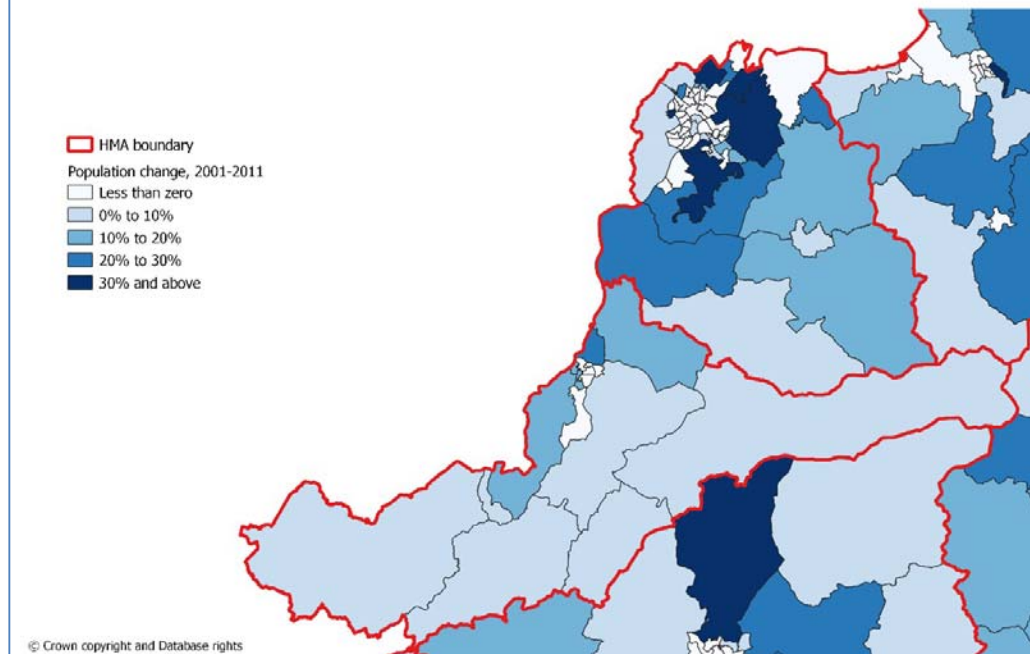 HMA boundary
Population change, 2001-2011
Less than zero
0% to 10%
10% to 20%
20% to 30%
30% and above
© Crown copyright and Database rights